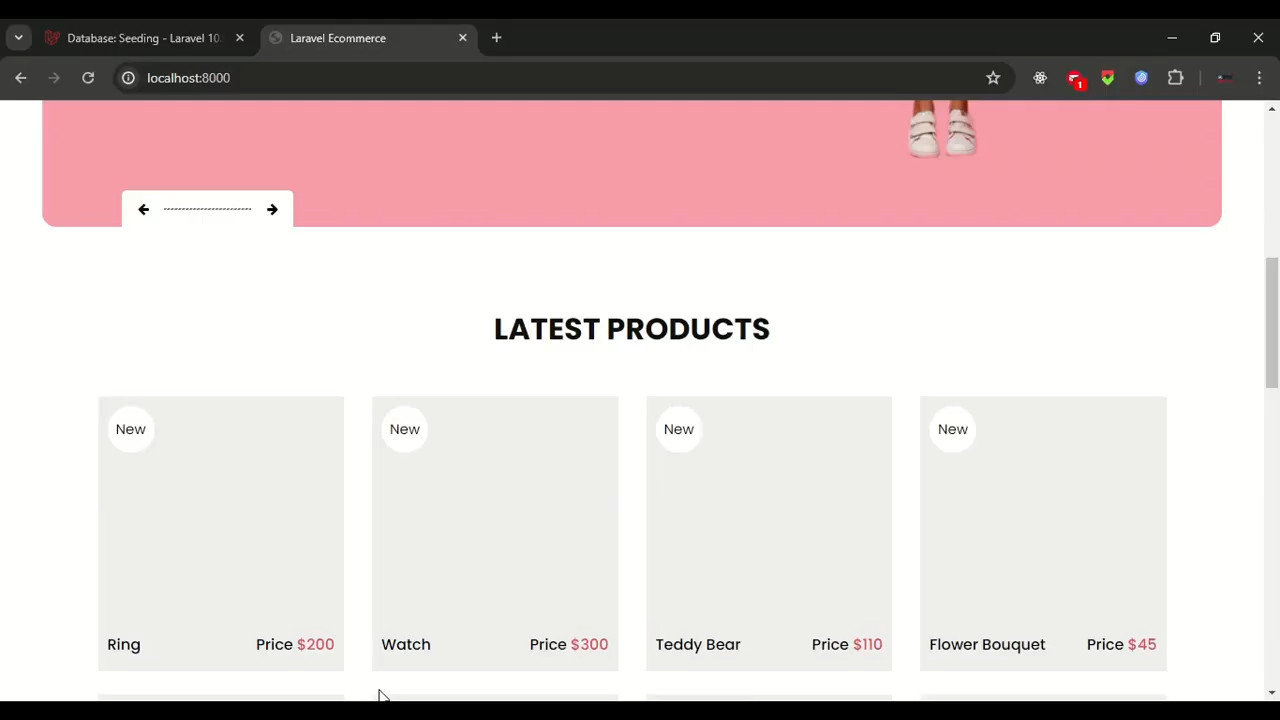 Database: Seeding - Laravel 10.
Laravel Ecommerce
localhost:8000
1
LATEST PRODUCTS
New
New
New
New
Ring Price $200
Watch Price $300
Teddy Bear Price $110
Flower Bouquet Price $45